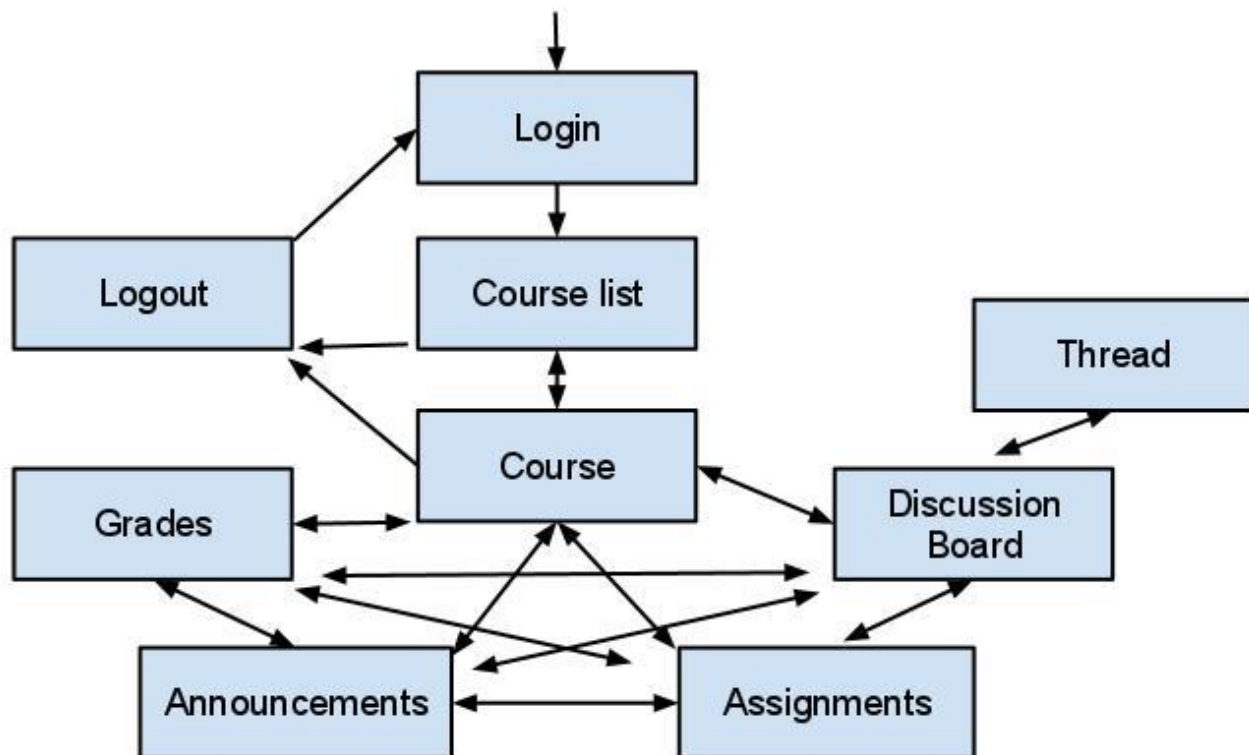 Login
Logout
Course list
Thread
Course
Grades
Discussion
Board
Announcements
Assignments